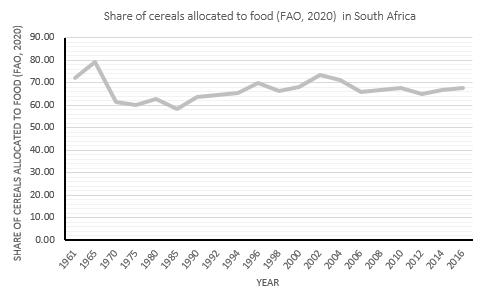 Share of cereals allocated to food (FAO, 2020)  in South Africa
SHARE OF CEREALS ALLOCATED TO FOOD (FAO, 2020)
90.00
80.00
70.00
60.00
50.00
40.00
30.00
20.00
10.00
0.00
1961 1965 1970 1975 1980 1985 1990 1992 1994 1996 1998 2000 2002 2004 2006 2008 2010 2012 2014 2016
YEAR